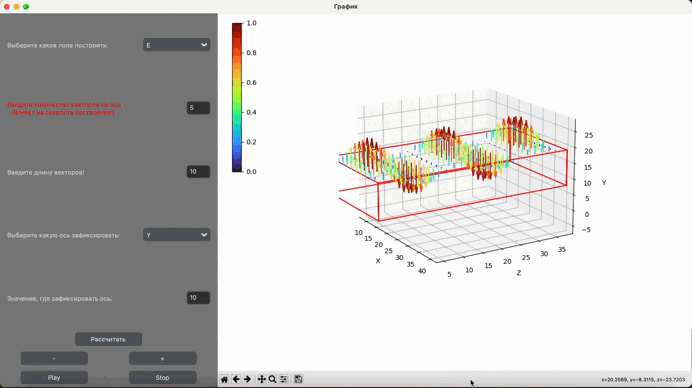 График
Выберите какое поле построить:
E
Введите количество векторов на оси
(Влияет на скорость построения!)
5
Введите длину векторов!
10
Выберите какую ось зафиксировать:
Y
Значение, где зафиксировать ось:
10
Рассчитать
-
+
Play
Stop
1.0
0.8
0.6
0.4
0.2
0.0
25
20
15
10
5
0
−5
Y
10
15
20
25
30
35
40
X
5
10
15
20
25
30
35
Z
x=20.3589, y=-8.3115, z=-23.7203